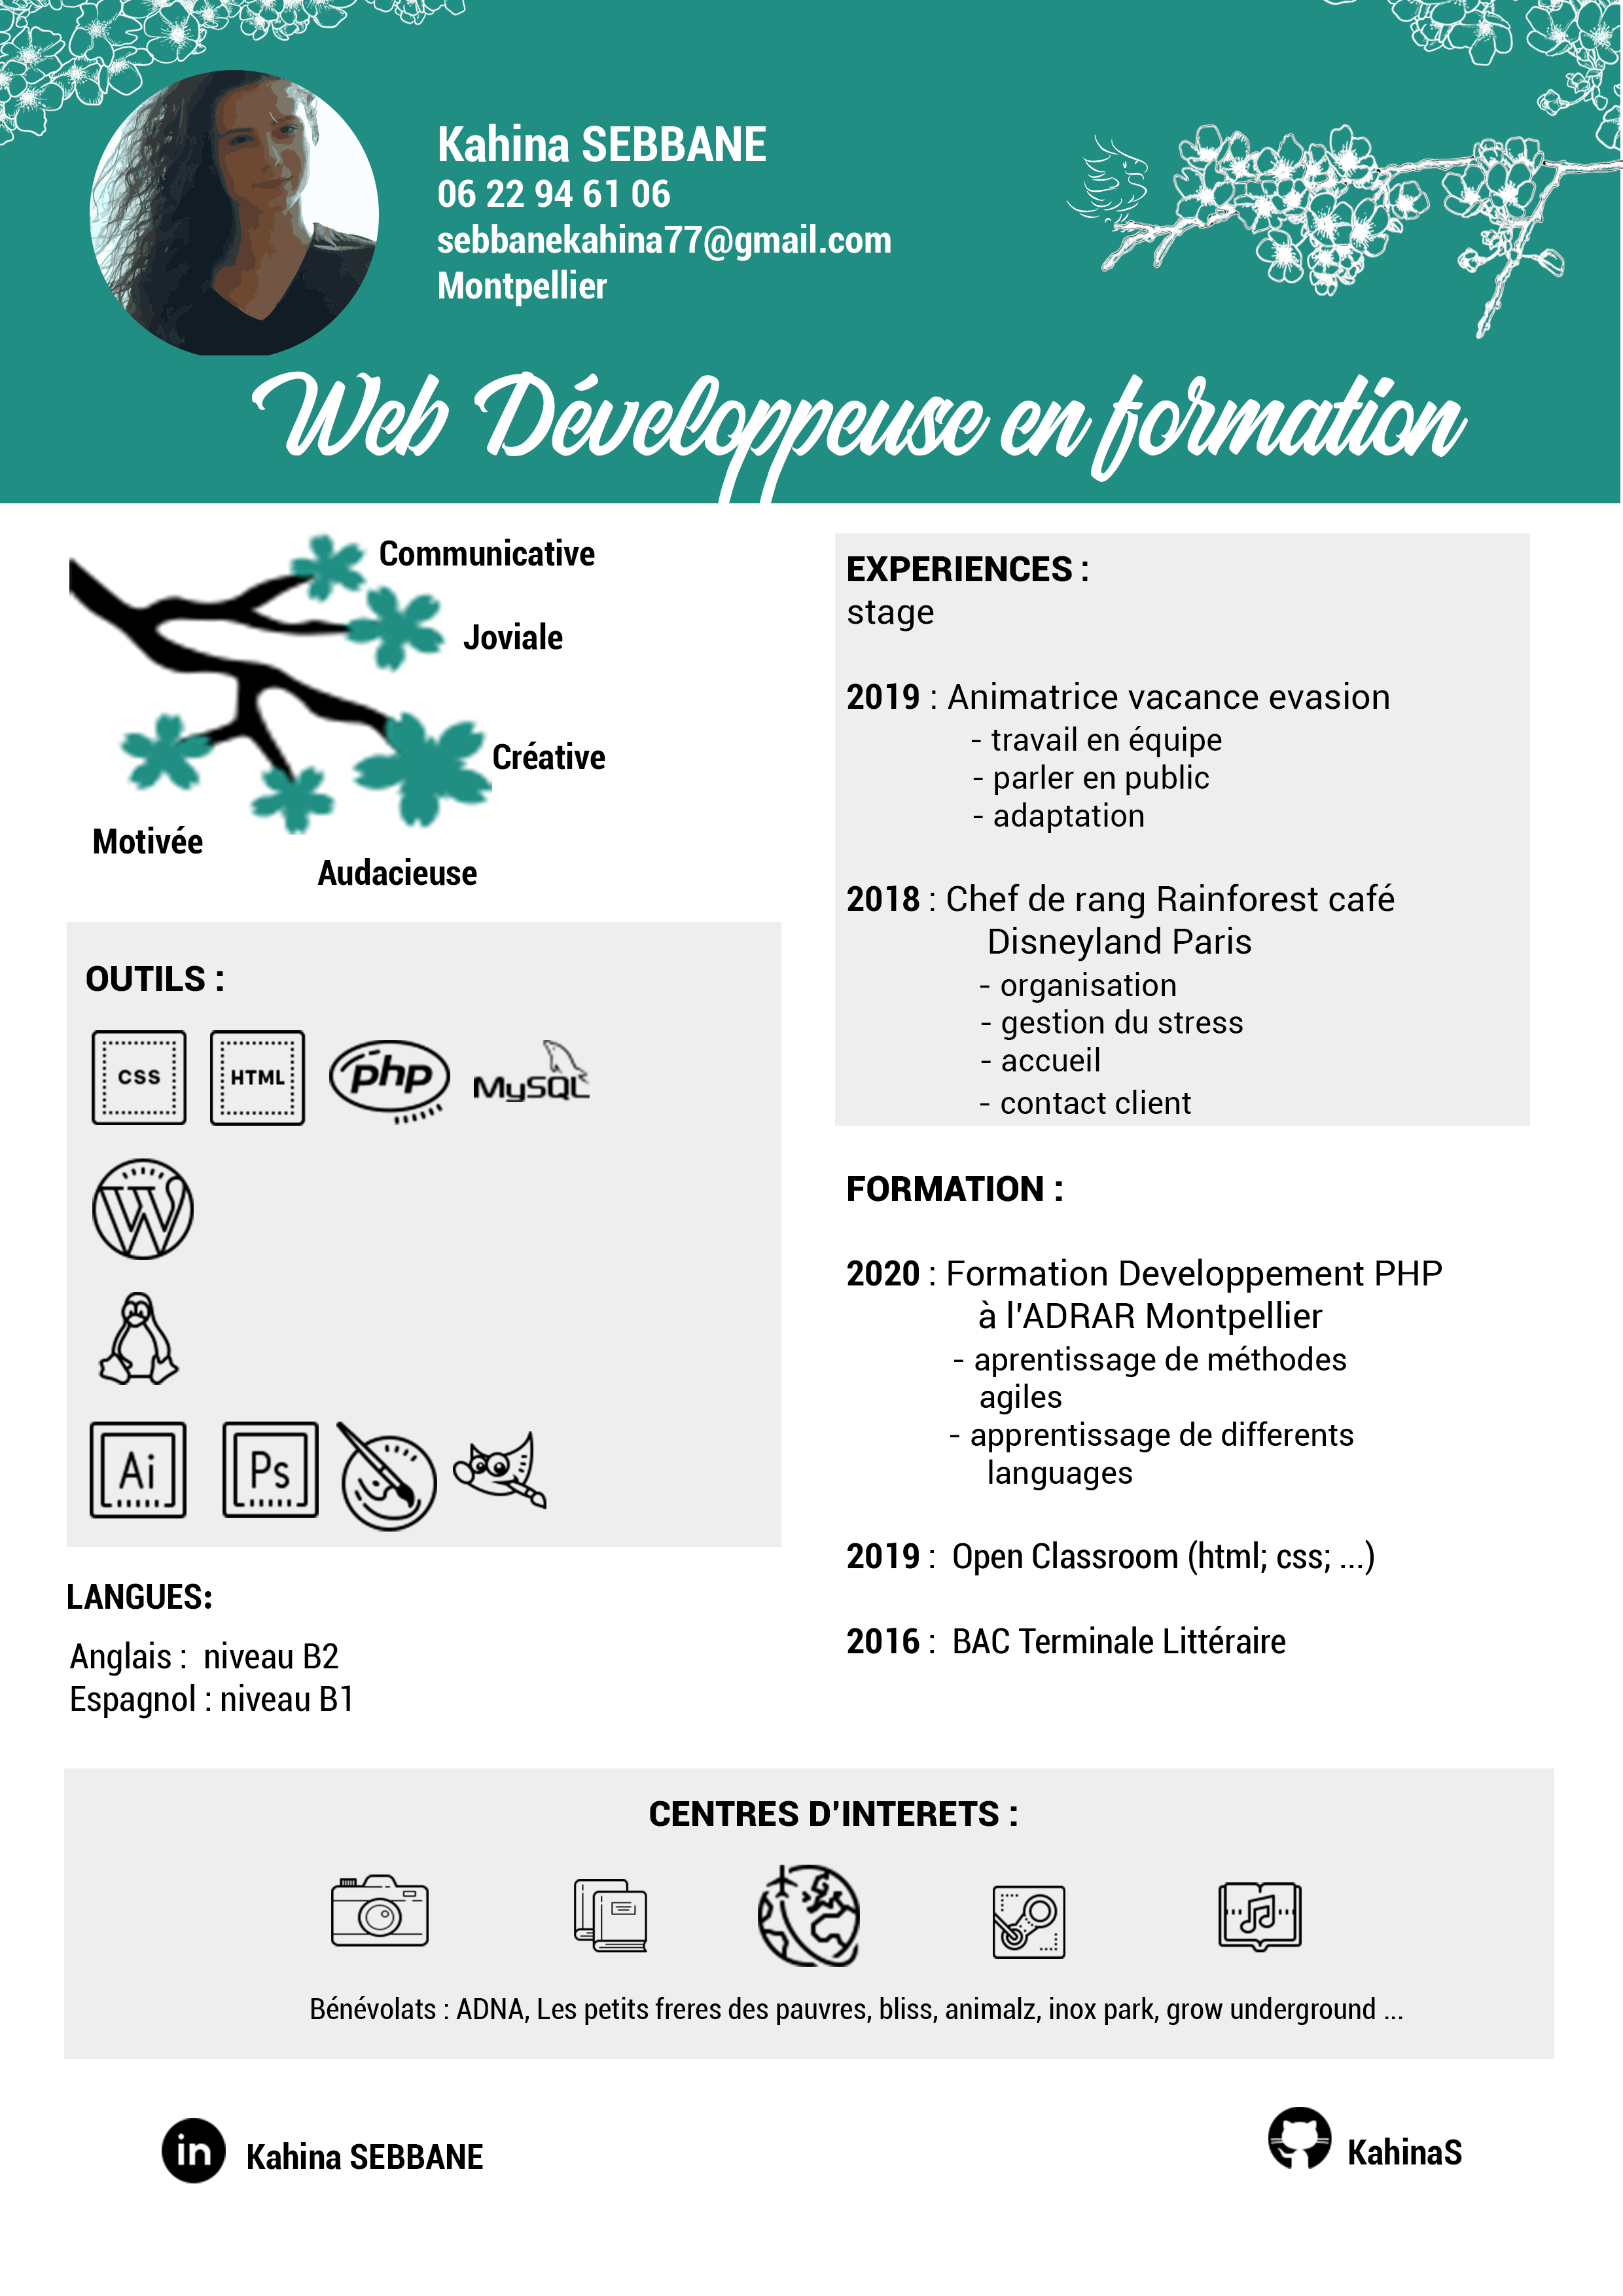 Kahina SEBBANE
06 22 94 61 06
sebbanekahina77@gmail.com
Montpellier
Web Développeuse en formation
Communicative
Joviale
Créative
Motivée
Audacieuse
OUTILS :
CSS HTML php MySQL
W
Ai Ps
LANGUES:
Anglais : niveau B2
Espagnol : niveau B1
EXPERIENCES :
stage
2019 : Animatrice vacance evasion
- travail en équipe
- parler en public
- adaptation
2018 : Chef de rang Rainforest café
Disneyland Paris
- organisation
- gestion du stress
- accueil
- contact client
FORMATION :
2020 : Formation Developpement PHP
à l'ADRAR Montpellier
- aprentissage de méthodes
agiles
- apprentissage de differents
languages
2019 : Open Classroom (html; css; ...)
2016 : BAC Terminale Littéraire
CENTRES D'INTERETS :
Bénévolats : ADNA, Les petits freres des pauvres, bliss, animalz, inox park, grow underground ...
in Kahina SEBBANE
KahinaS